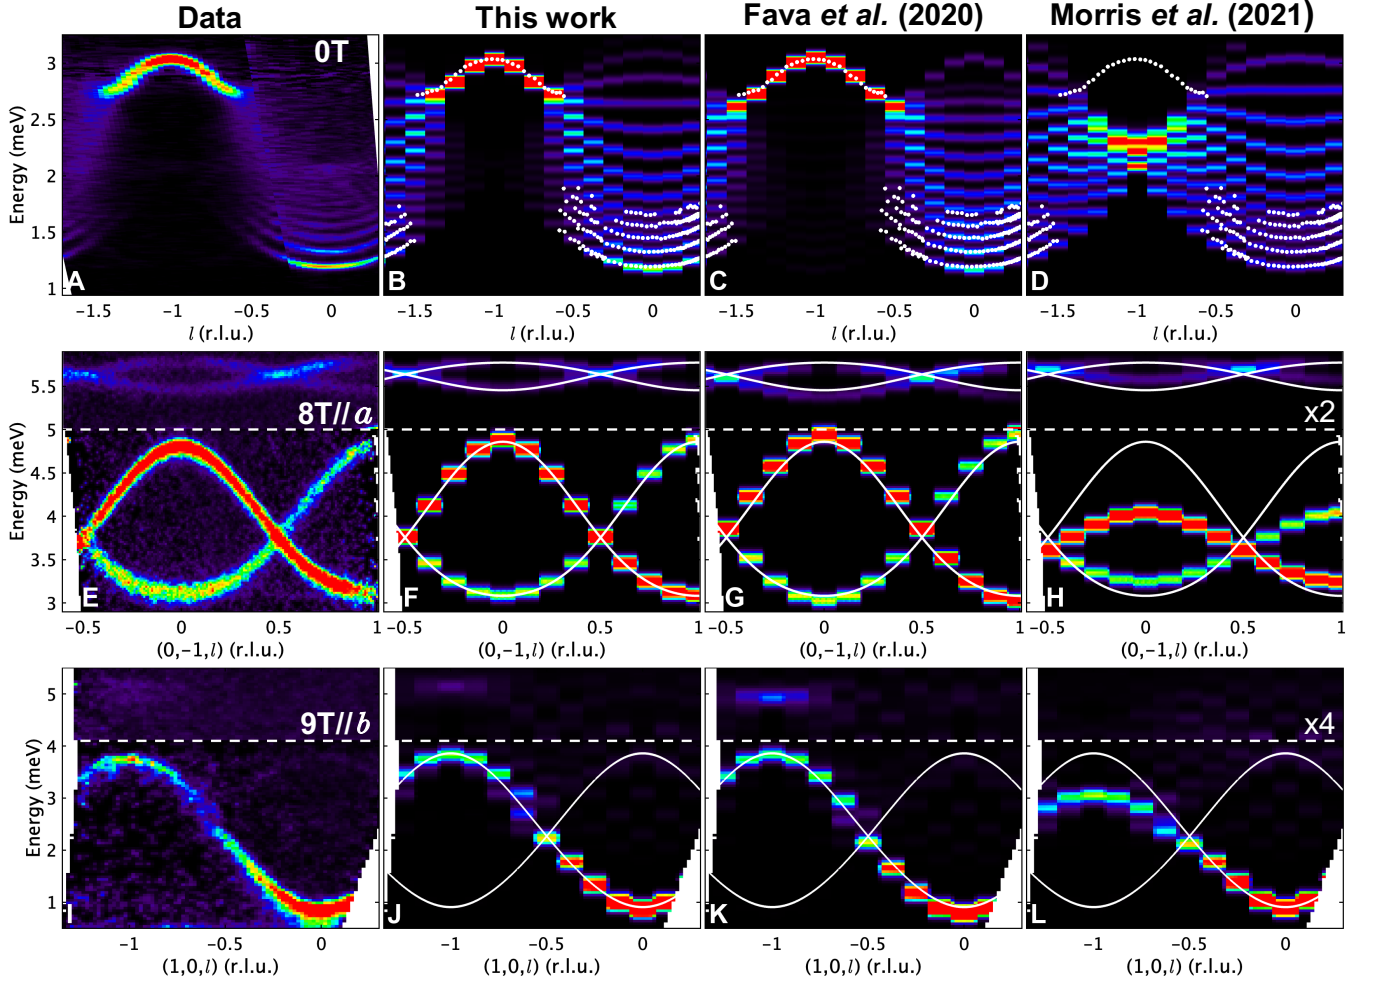 Data
This work
Fava et al. (2020)
Morris et al. (2021)
Energy (meV)
3
2.5
2
1.5
1
0T
A
B
C
D
−1.5 −1 −0.5 0
−1.5 −1 −0.5 0
−1.5 −1 −0.5 0
−1.5 −1 −0.5 0
l (r.l.u.)
l (r.l.u.)
l (r.l.u.)
l (r.l.u.)
Energy (meV)
5.5
5
4.5
4
3.5
3
8T//a
x2
E
F
G
H
−0.5 0 0.5 1
−0.5 0 0.5 1
−0.5 0 0.5 1
−0.5 0 0.5 1
(0,−1,l) (r.l.u.)
(0,−1,l) (r.l.u.)
(0,−1,l) (r.l.u.)
(0,−1,l) (r.l.u.)
Energy (meV)
5
4
3
2
1
9T//b
x4
I
J
K
L
−1 −0.5 0
−1 −0.5 0
−1 −0.5 0
−1 −0.5 0
(1,0,l) (r.l.u.)
(1,0,l) (r.l.u.)
(1,0,l) (r.l.u.)
(1,0,l) (r.l.u.)